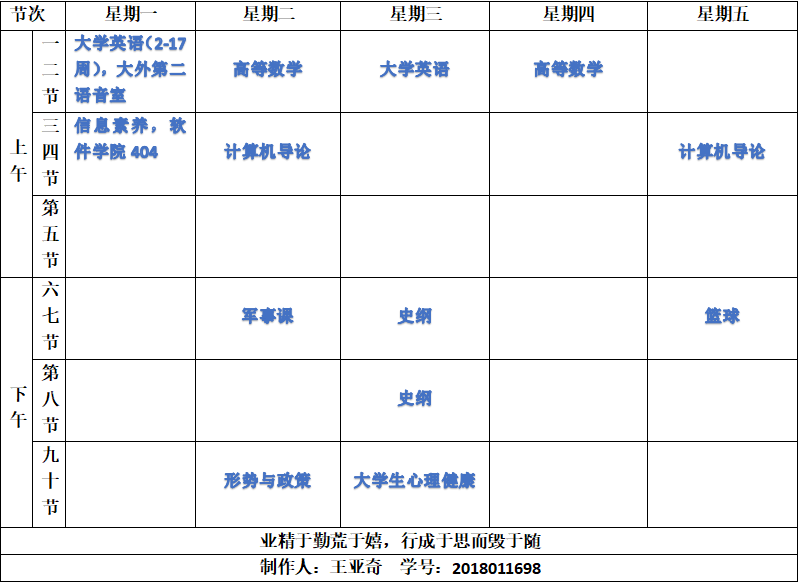 节次 星期一 星期二 星期三 星期四 星期五
上午
一二节
大学英语（2-17
周），大外第二
语音室
高等数学
大学英语
高等数学
三四节
信息素养，软
件学院 404
计算机导论
计算机导论
第五节
下午
六七节
军事课
史纲
篮球
第八节
史纲
九十节
形势与政策
大学生心理健康
业精于勤荒于嬉，行成于思而毁于随
制作人：王亚奇 学号：2018011698